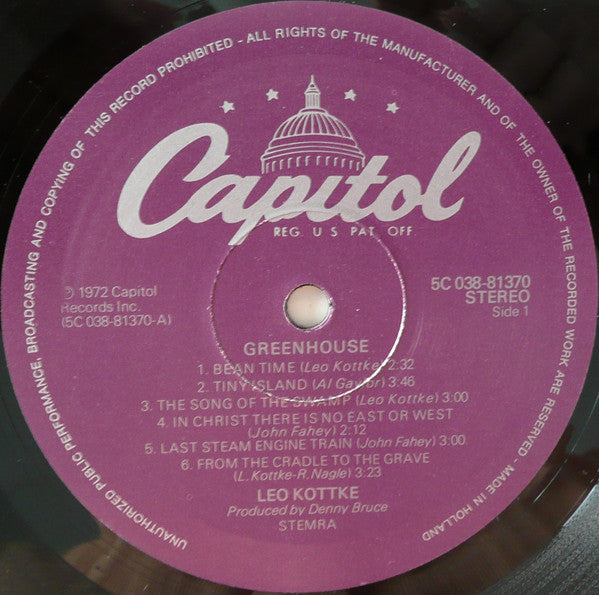 UNAUTHORIZED PUBLIC PERFORMANCE, BROADCASTING AND COPYING OF THIS RECORD PROHIBITED - ALL RIGHTS OF THE MANUFACTURER AND OF THE OWNER OF THE RECORDED WORK ARE RESERVED - MADE IN HOLLAND
Capitol
REG. U S PAT OFF.
℗ 1972 Capitol
Records Inc.
(5C 038-81370-A)
5C 038-81370
STEREO
Side 1
GREENHOUSE
1. BEAN TIME (Leo Kottke) 2:32
2. TINY ISLAND (Al Gaylor) 3:46
3. THE SONG OF THE SWAMP (Leo Kottke) 3:00
4. IN CHRIST THERE IS NO EAST OR WEST
(John Fahey) 2:12
5. LAST STEAM ENGINE TRAIN (John Fahey) 3:00
6. FROM THE CRADLE TO THE GRAVE
(L. Kottke-R. Nagle) 3:23
LEO KOTTKE
Produced by Denny Bruce
STEMRA